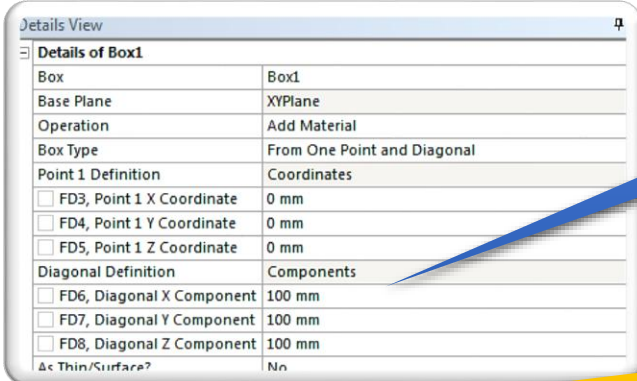 Details View
Details of Box1
Box Box1
Base Plane XYPlane
Operation Add Material
Box Type From One Point and Diagonal
Point 1 Definition Coordinates
FD3, Point 1 X Coordinate 0 mm
FD4, Point 1 Y Coordinate 0 mm
FD5, Point 1 Z Coordinate 0 mm
Diagonal Definition Components
FD6, Diagonal X Component 100 mm
FD7, Diagonal Y Component 100 mm
FD8, Diagonal Z Component 100 mm
As Thin/Surface? No